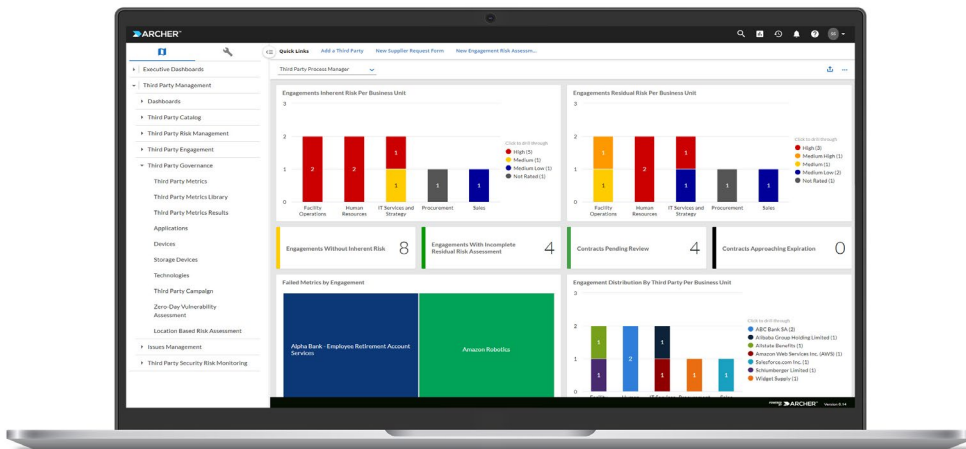 ARCHER™
Executive Dashboards
Third Party Management
Dashboards
Third Party Catalog
Third Party Risk Management
Third Party Engagement
Third Party Governance
Third Party Metrics
Third Party Metrics Library
Third Party Metrics Results
Applications
Devices
Storage Devices
Technologies
Third Party Campaign
Zero-Day Vulnerability
Assessment
Location Based Risk Assessment
Issues Management
Third Party Security Risk Monitoring
Quick Links Add a Third Party New Supplier Request Form New Engagement Risk Assessm...
Third Party Process Manager
Engagements Inherent Risk Per Business Unit
3
2
1
0
2
2
1
1
1
1
Facility
Operations
Human
Resources
IT Services and
Strategy
Procurement
Sales
Click to drill through
High (5)
Medium (1)
Medium Low (1)
Not Rated (1)
Engagements Residual Risk Per Business Unit
3
2
1
0
1
1
2
1
1
1
1
Facility
Operations
Human
Resources
IT Services and
Strategy
Procurement
Sales
Click to drill through
High (3)
Medium High (1)
Medium (1)
Medium Low (2)
Not Rated (1)
Engagements Without Inherent Risk 8
Engagements With Incomplete
Residual Risk Assessment 4
Contracts Pending Review 4
Contracts Approaching Expiration 0
Failed Metrics by Engagement
Alpha Bank - Employee Retirement Account
Services
Amazon Robotics
Engagement Distribution By Third Party Per Business Unit
3
2
1
0
1
1
2
1
1
1
1
Click to drill through
ABC Bank SA (2)
Alibaba Group Holding Limited (1)
Allstate Benefits (1)
Amazon Web Services Inc. (AWS) (1)
Salesforce.com Inc. (1)
Schlumberger Limited (1)
Widget Supply (1)
ARCHER™ Version 6.14